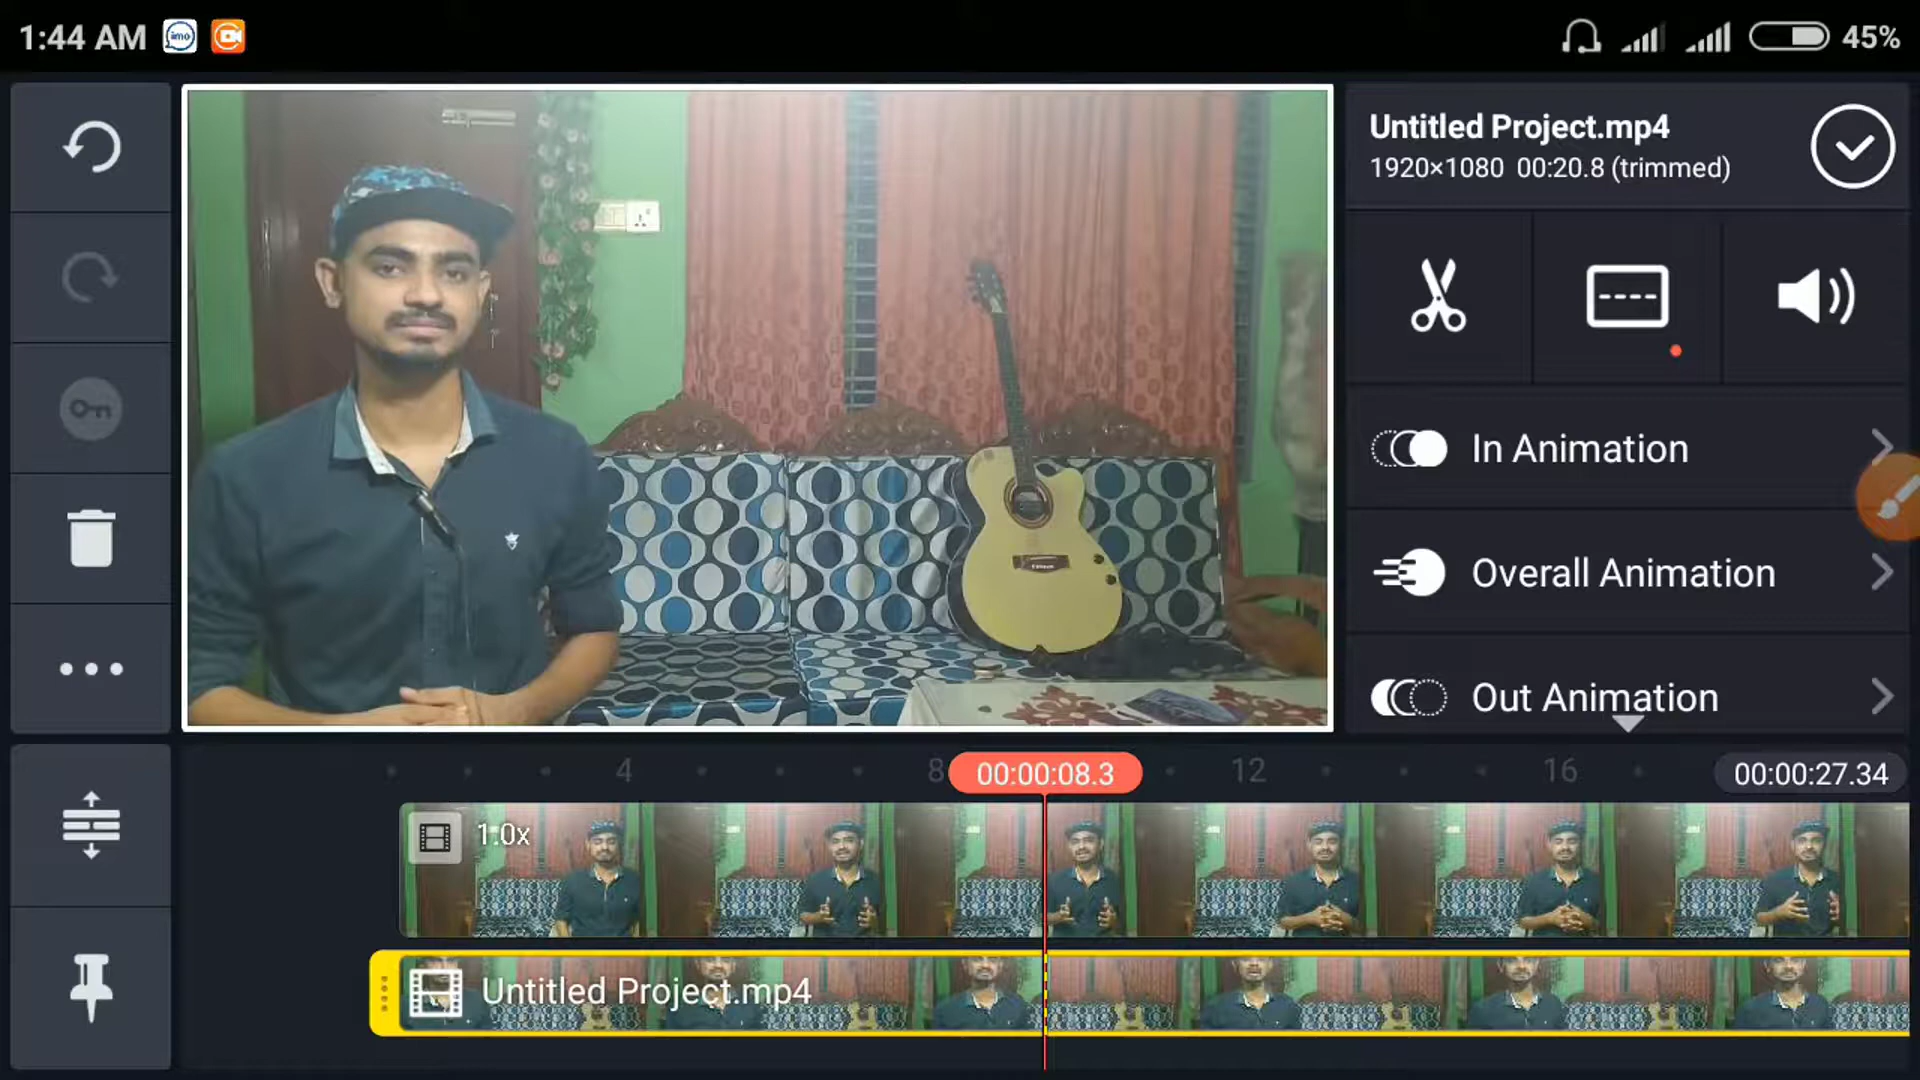 1:44 AM
imo
45%
Untitled Project.mp4
1920×1080 00:20.8 (trimmed)
In Animation
Overall Animation
Out Animation
4
8
00:00:08.3
12
16
00:00:27.34
1.0x
Untitled Project.mp4